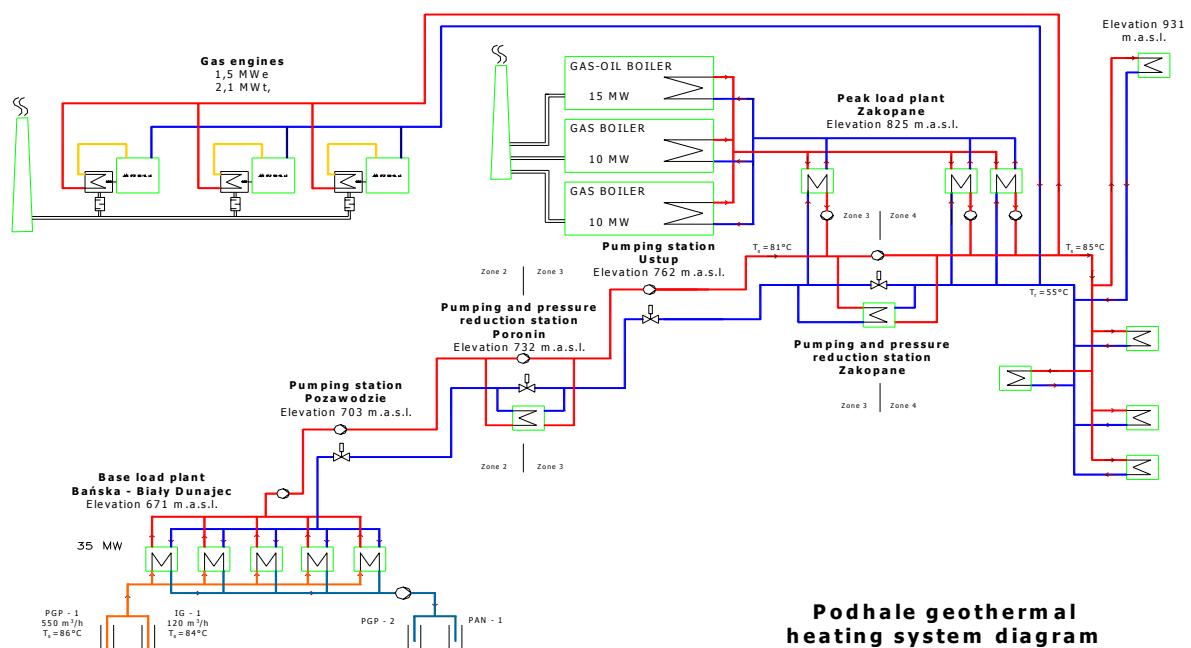 Elevation 931
m.a.s.l.
Gas engines
1,5 MWe
2,1 MWt,
GAS-OIL BOILER
15 MW
GAS BOILER
10 MW
GAS BOILER
10 MW
Peak load plant
Zakopane
Elevation 825 m.a.s.l.
Zone 3
Zone 4
Pumping station
Ustup
Elevation 762 m.a.s.l.
Ts=81°C
Ts=85°C
Tr=55°C
Zone 2
Zone 3
Pumping and pressure
reduction station
Poronin
Elevation 732 m.a.s.l.
Pumping and pressure
reduction station
Zakopane
Zone 3
Zone 4
Pumping station
Pozawodzie
Elevation 703 m.a.s.l.
Zone 2
Zone 3
Base load plant
Bańska - Biały Dunajec
Elevation 671 m.a.s.l.
35 MW
PGP - 1
550 m³/h
Ts=86°C
IG - 1
120 m³/h
Ts=84°C
PGP - 2
PAN - 1
Podhale geothermal
heating system diagram